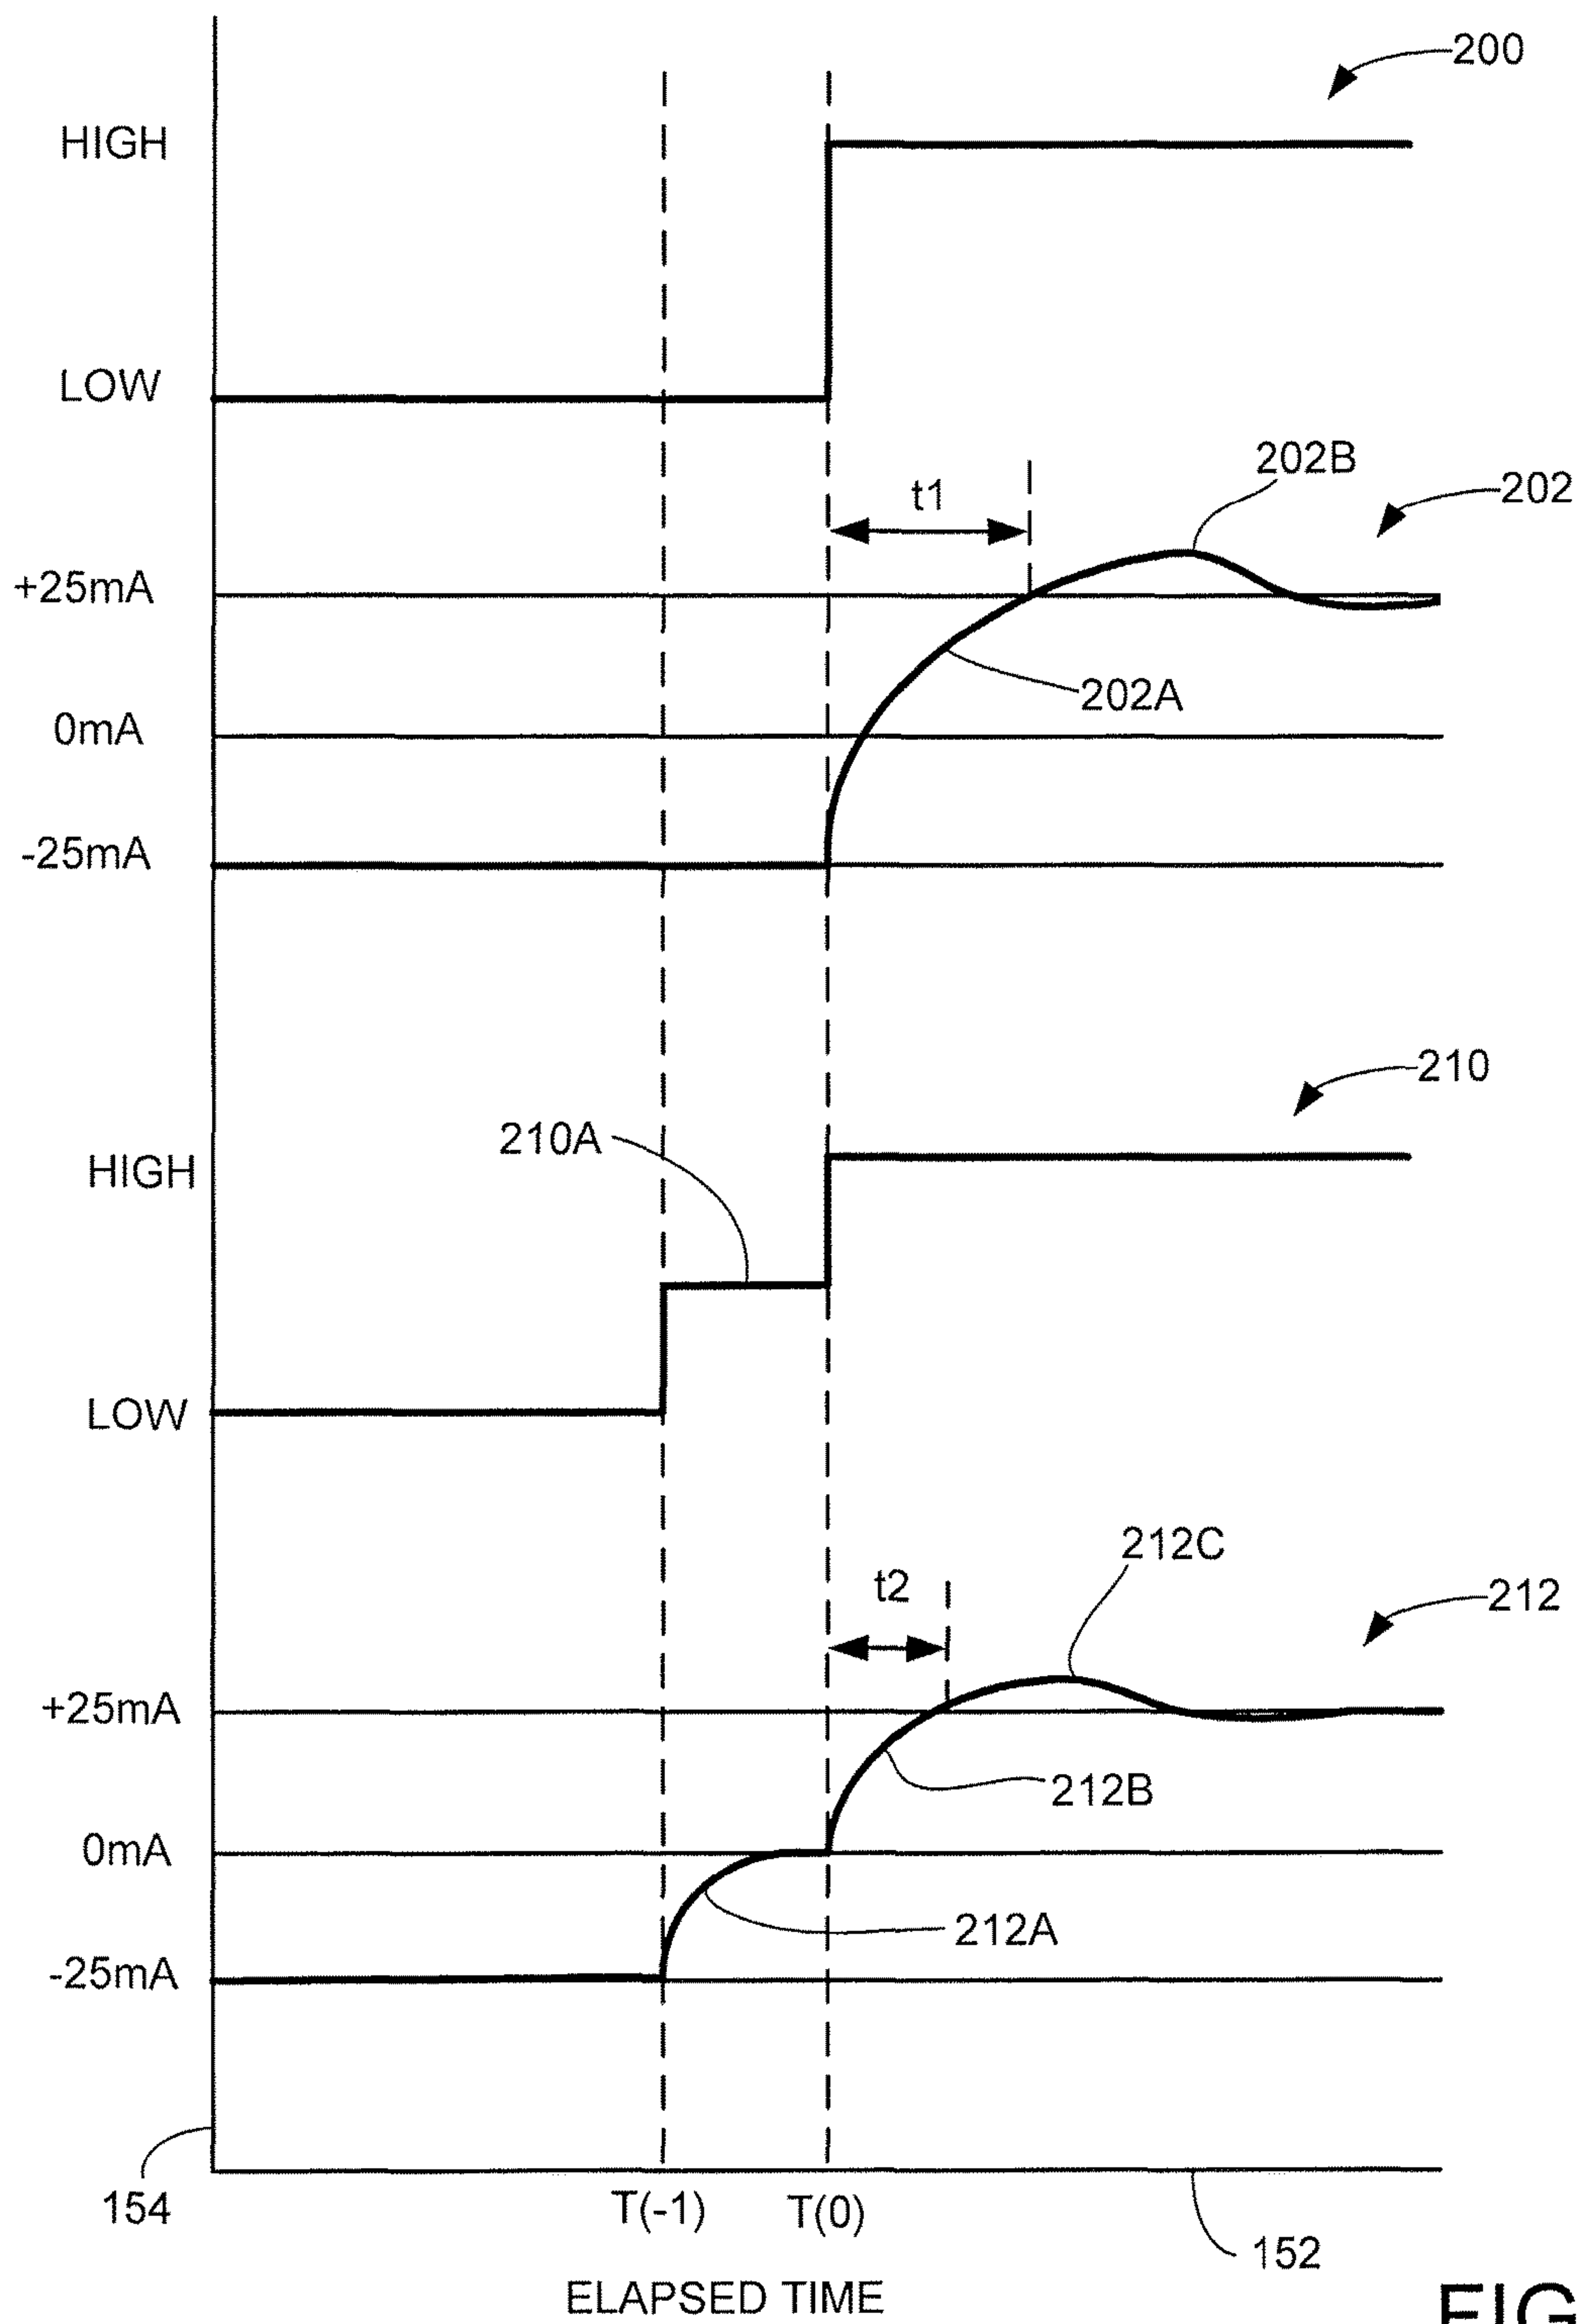 200
HIGH
LOW
202B
202
t1
+25mA
202A
0mA
-25mA
210
210A
HIGH
LOW
212C
t2
212
+25mA
212B
0mA
212A
-25mA
154
T(-1)
T(0)
152
ELAPSED TIME
FIG